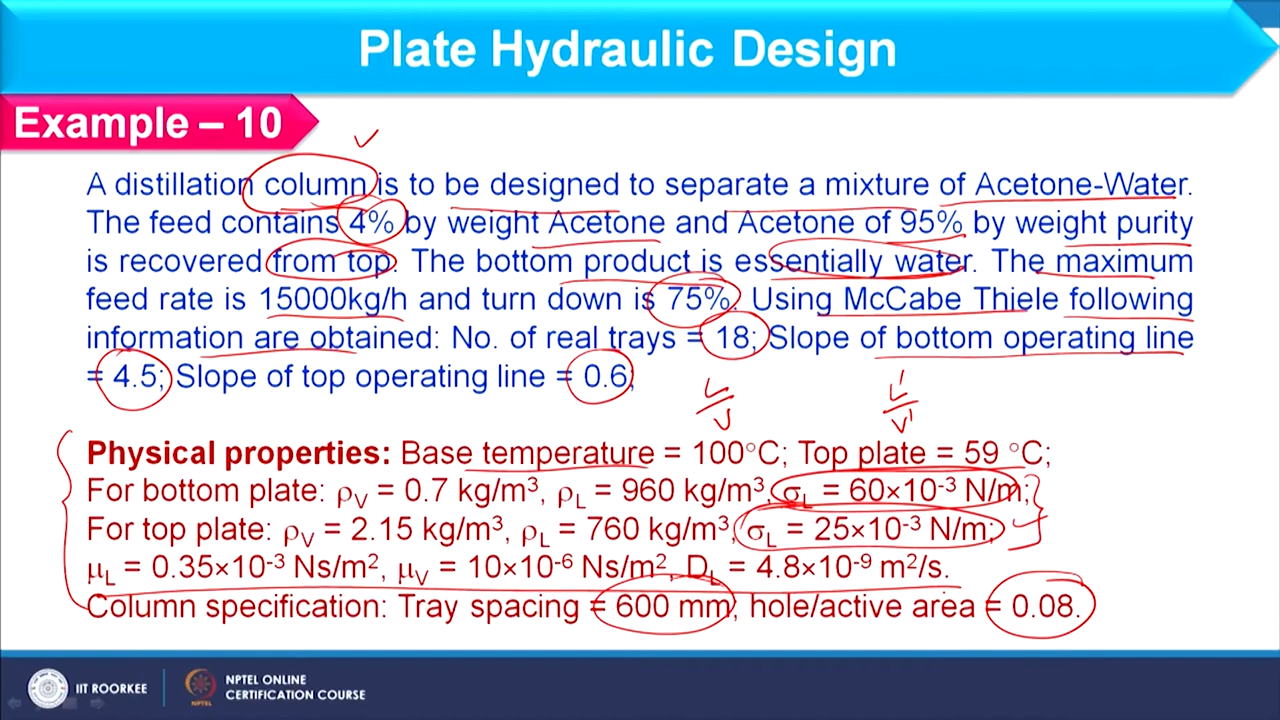 Plate Hydraulic Design
Example – 10
A distillation column is to be designed to separate a mixture of Acetone-Water.
The feed contains 4% by weight Acetone and Acetone of 95% by weight purity
is recovered from top. The bottom product is essentially water. The maximum
feed rate is 15000kg/h and turn down is 75%. Using McCabe Thiele following
information are obtained: No. of real trays = 18; Slope of bottom operating line
= 4.5; Slope of top operating line = 0.6;
L/V L'/V'
Physical properties: Base temperature = 100°C; Top plate = 59 °C;
For bottom plate: ρV = 0.7 kg/m³, ρL = 960 kg/m³, σL = 60×10⁻³ N/m;
For top plate: ρV = 2.15 kg/m³, ρL = 760 kg/m³, σL = 25×10⁻³ N/m;
μL = 0.35×10⁻³ Ns/m², μV = 10×10⁻⁶ Ns/m², DL = 4.8×10⁻⁹ m²/s.
Column specification: Tray spacing = 600 mm, hole/active area = 0.08.
IIT ROORKEE
NPTEL
NPTEL ONLINE
CERTIFICATION COURSE